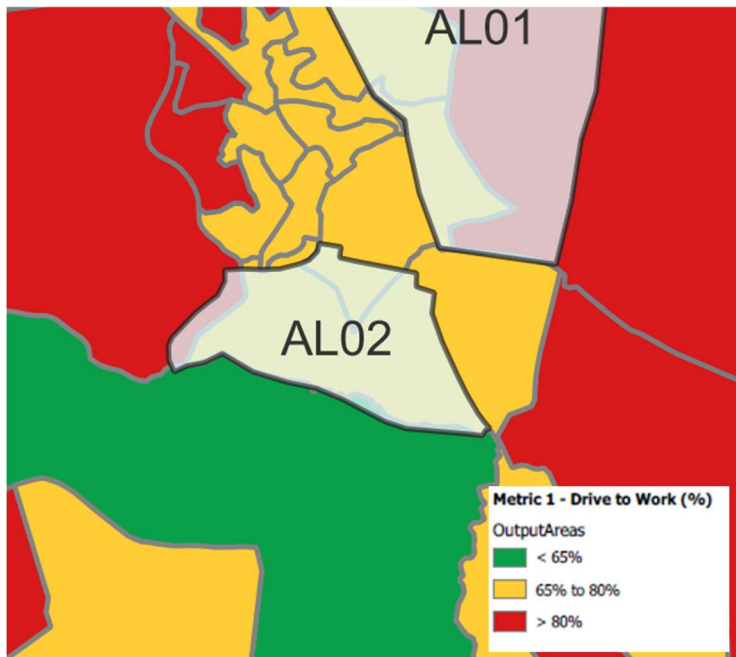 AL01
AL02
Metric 1 - Drive to Work (%)
OutputAreas
< 65%
65% to 80%
> 80%